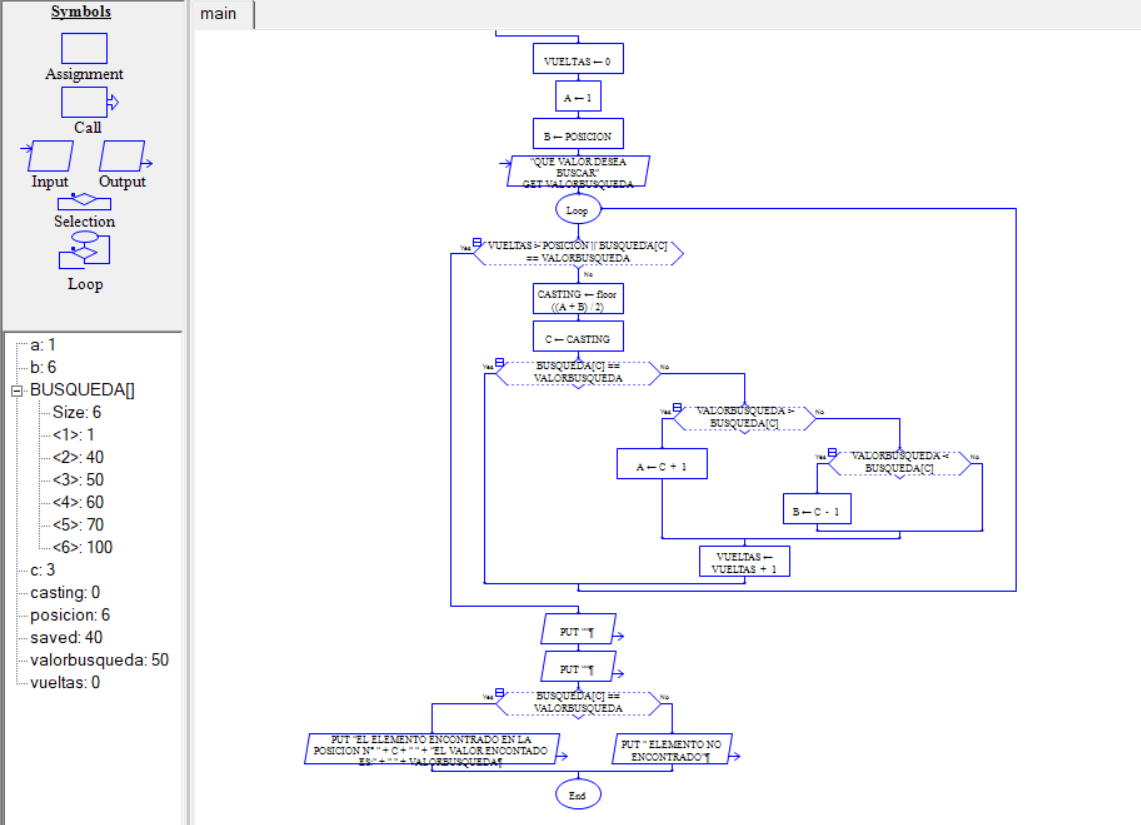 Symbols
Assignment
Call
Input
Output
Selection
Loop
a: 1
b: 6
BUSQUEDA[]
Size: 6
<1>: 1
<2>: 40
<3>: 50
<4>: 60
<5>: 70
<6>: 100
c: 3
casting: 0
posicion: 6
saved: 40
valorbusqueda: 50
vueltas: 0
main
VUELTAS ← 0
A ← 1
B ← POSICION
"QUE VALOR DESEA
BUSCAR"
GET VALORBUSQUEDA
Loop
Yes
VUELTAS > POSICION || BUSQUEDA[C]
== VALORBUSQUEDA
No
CASTING ← floor
((A + B) / 2)
C ← CASTING
Yes
BUSQUEDA[C] ==
VALORBUSQUEDA
No
Yes
VALORBUSQUEDA >
BUSQUEDA[C]
No
A ← C + 1
Yes
VALORBUSQUEDA <
BUSQUEDA[C]
No
B ← C - 1
VUELTAS ←
VUELTAS + 1
PUT ""¶
PUT ""¶
Yes
BUSQUEDA[C] ==
VALORBUSQUEDA
No
PUT "EL ELEMENTO ENCONTRADO EN LA
POSICION N° " + C + " " + "EL VALOR ENCONTADO
ES:" + " " + VALORBUSQUEDA¶
PUT " ELEMENTO NO
ENCONTRADO"¶
End